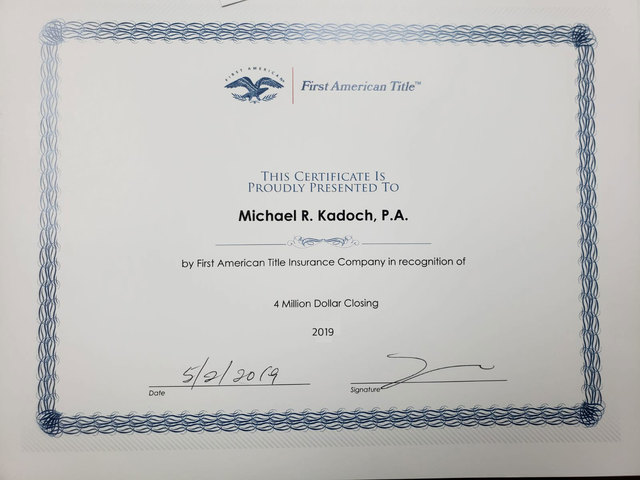 FIRST AMERICAN
First American Title™
THIS CERTIFICATE IS
PROUDLY PRESENTED TO
Michael R. Kadoch, P.A.
by First American Title Insurance Company in recognition of
4 Million Dollar Closing
2019
5/2/2019
Date
Signature